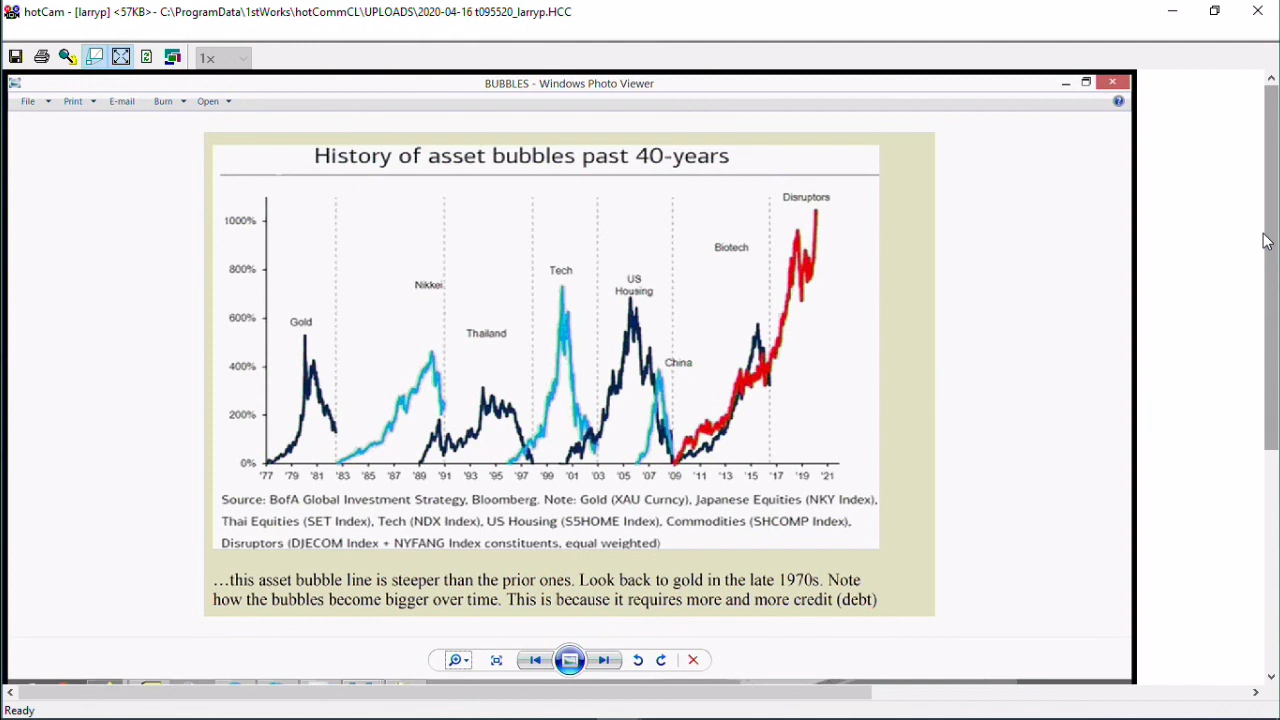 hotCam - [larryp] <57KB>- C:\ProgramData\1stWorks\hotCommCL\UPLOADS\2020-04-16 t095520_larryp.HCC
1x
BUBBLES - Windows Photo Viewer
File Print E-mail Burn Open
History of asset bubbles past 40-years
Disruptors
1000%
Biotech
800%
Tech
US
Housing
Nikkei
600%
Gold
Thailand
400%
China
200%
0%
'77 '79 '81 '83 '85 '87 '89 '91 '93 '95 '97 '99 '01 '03 '05 '07 '09 '11 '13 '15 '17 '19 '21
Source: BofA Global Investment Strategy, Bloomberg. Note: Gold (XAU Curncy), Japanese Equities (NKY Index),
Thai Equities (SET Index), Tech (NDX Index), US Housing (S5HOME Index), Commodities (SHCOMP Index),
Disruptors (DJECOM Index + NYFANG Index constituents, equal weighted)
…this asset bubble line is steeper than the prior ones. Look back to gold in the late 1970s. Note
how the bubbles become bigger over time. This is because it requires more and more credit (debt)
Ready